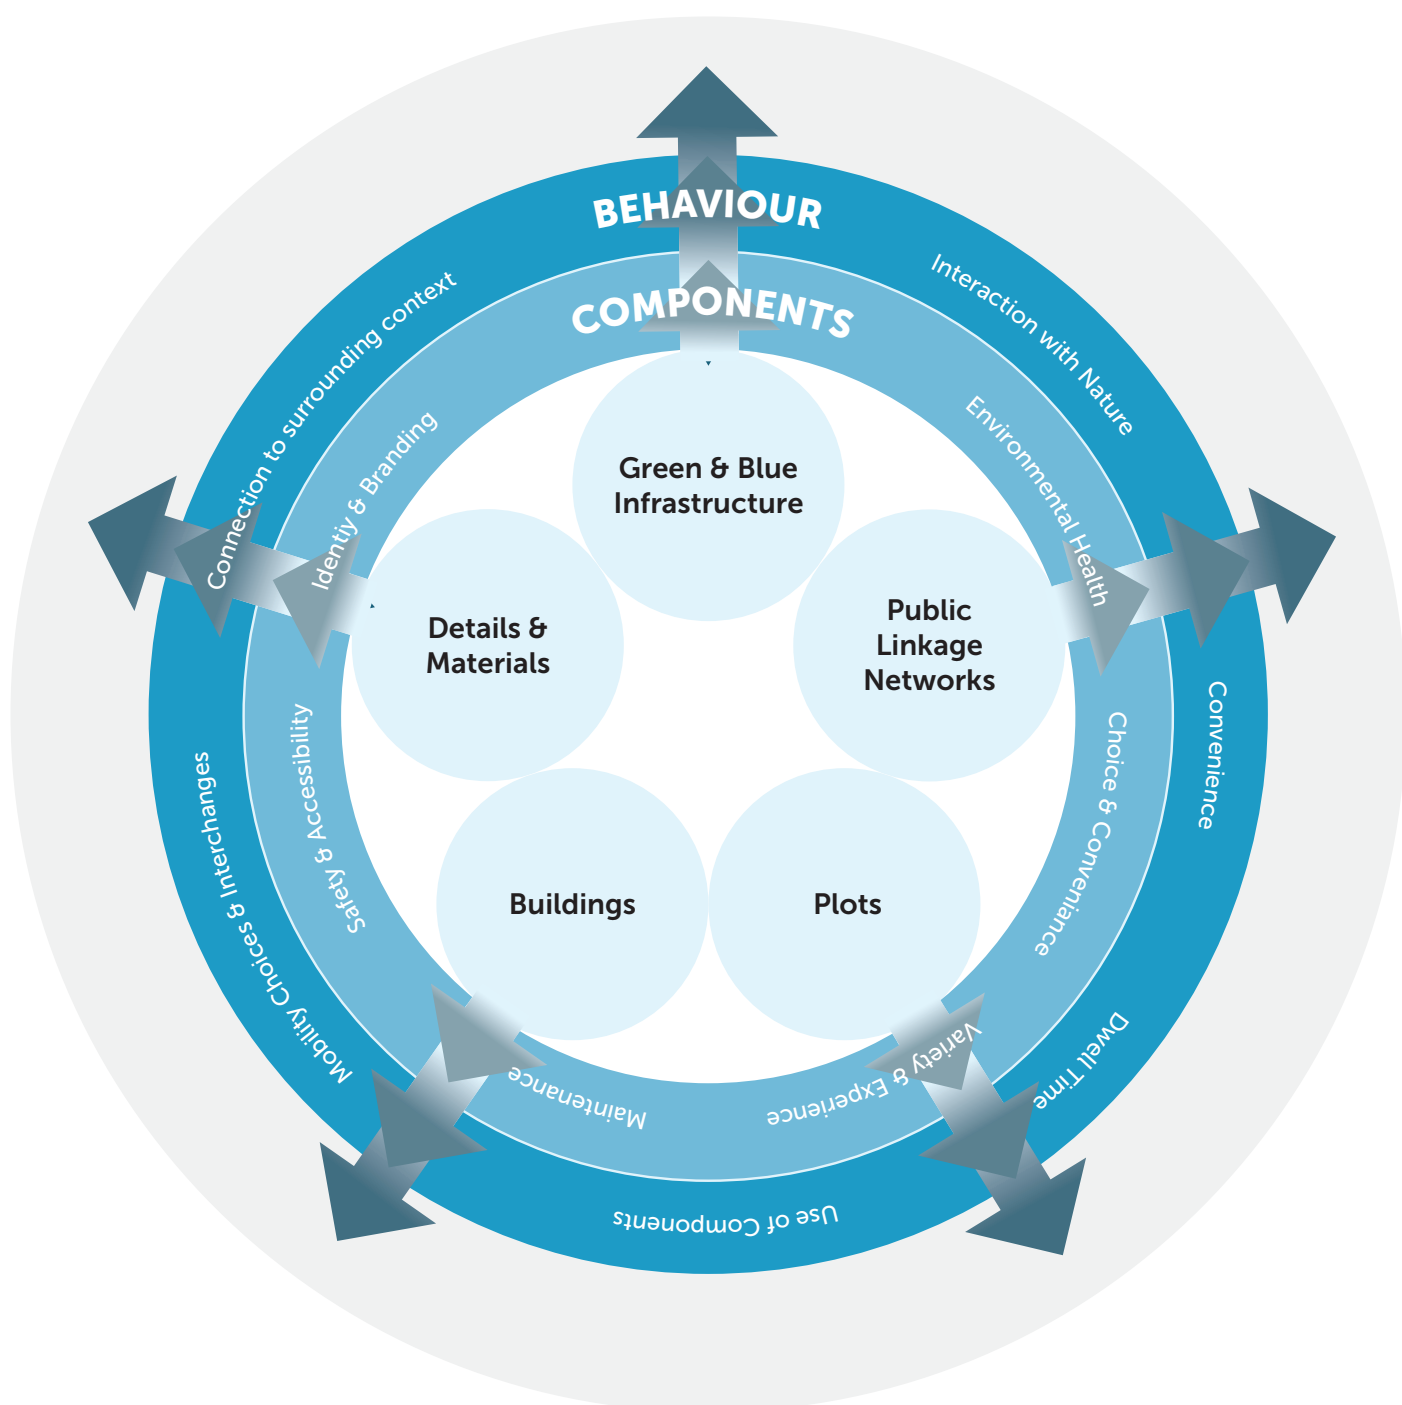 BEHAVIOUR
COMPONENTS
Interaction with Nature
Convenience
Dwell Time
Use of Components
Mobility Choices & Interchanges
Connection to surrounding context
Environmental Health
Choice & Conveniance
Variety & Experience
Maintenance
Safety & Accessibility
Identiy & Branding
Green & Blue
Infrastructure
Public
Linkage
Networks
Plots
Buildings
Details &
Materials